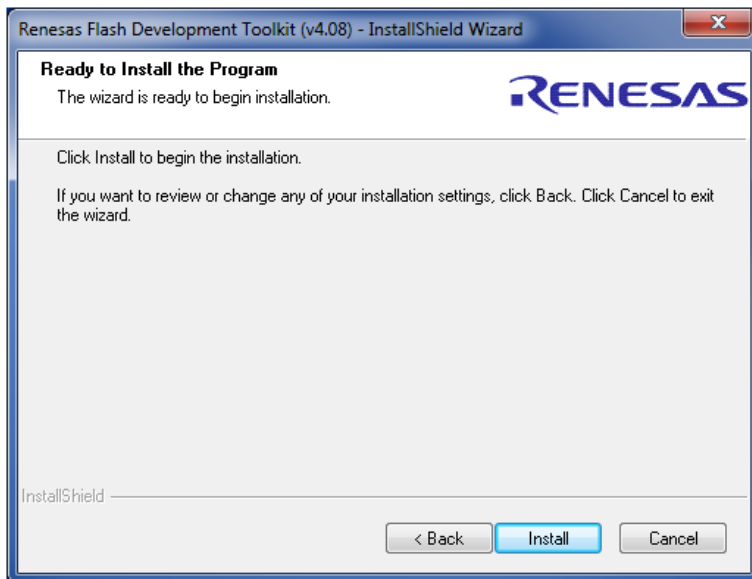 Renesas Flash Development Toolkit (v4.08) - InstallShield Wizard
Ready to Install the Program
The wizard is ready to begin installation.
RENESAS
Click Install to begin the installation.
If you want to review or change any of your installation settings, click Back. Click Cancel to exit
the wizard.
InstallShield
< Back
Install
Cancel